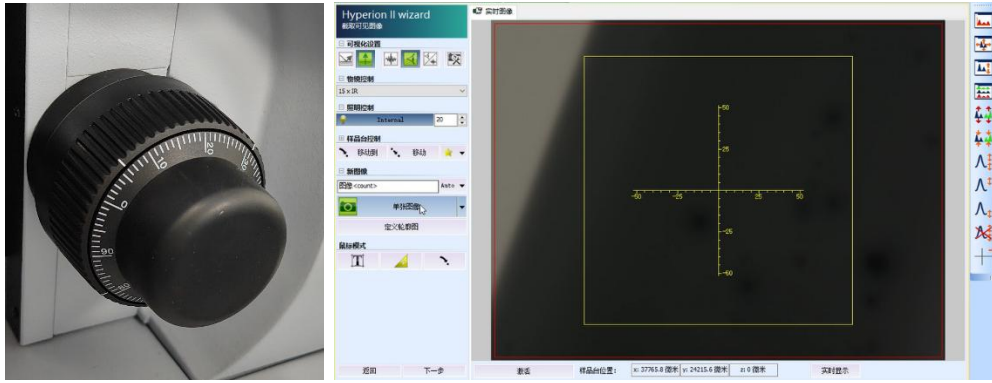 0
10
20
30
90
80
Hyperion II wizard
截取可见图像
可视化设置
物镜控制
15×IR
照明控制
Internal
20
样品台控制
移动到
移动
新图像
图像<count>
Auto
单张图像
定义轮廓图
鼠标模式
返回
下一步
实时图像
50
25
-50
-25
25
50
-25
-50
激活
样品台位置:
x: 37765.8 微米
y: 24215.6 微米
z: 0 微米
实时显示